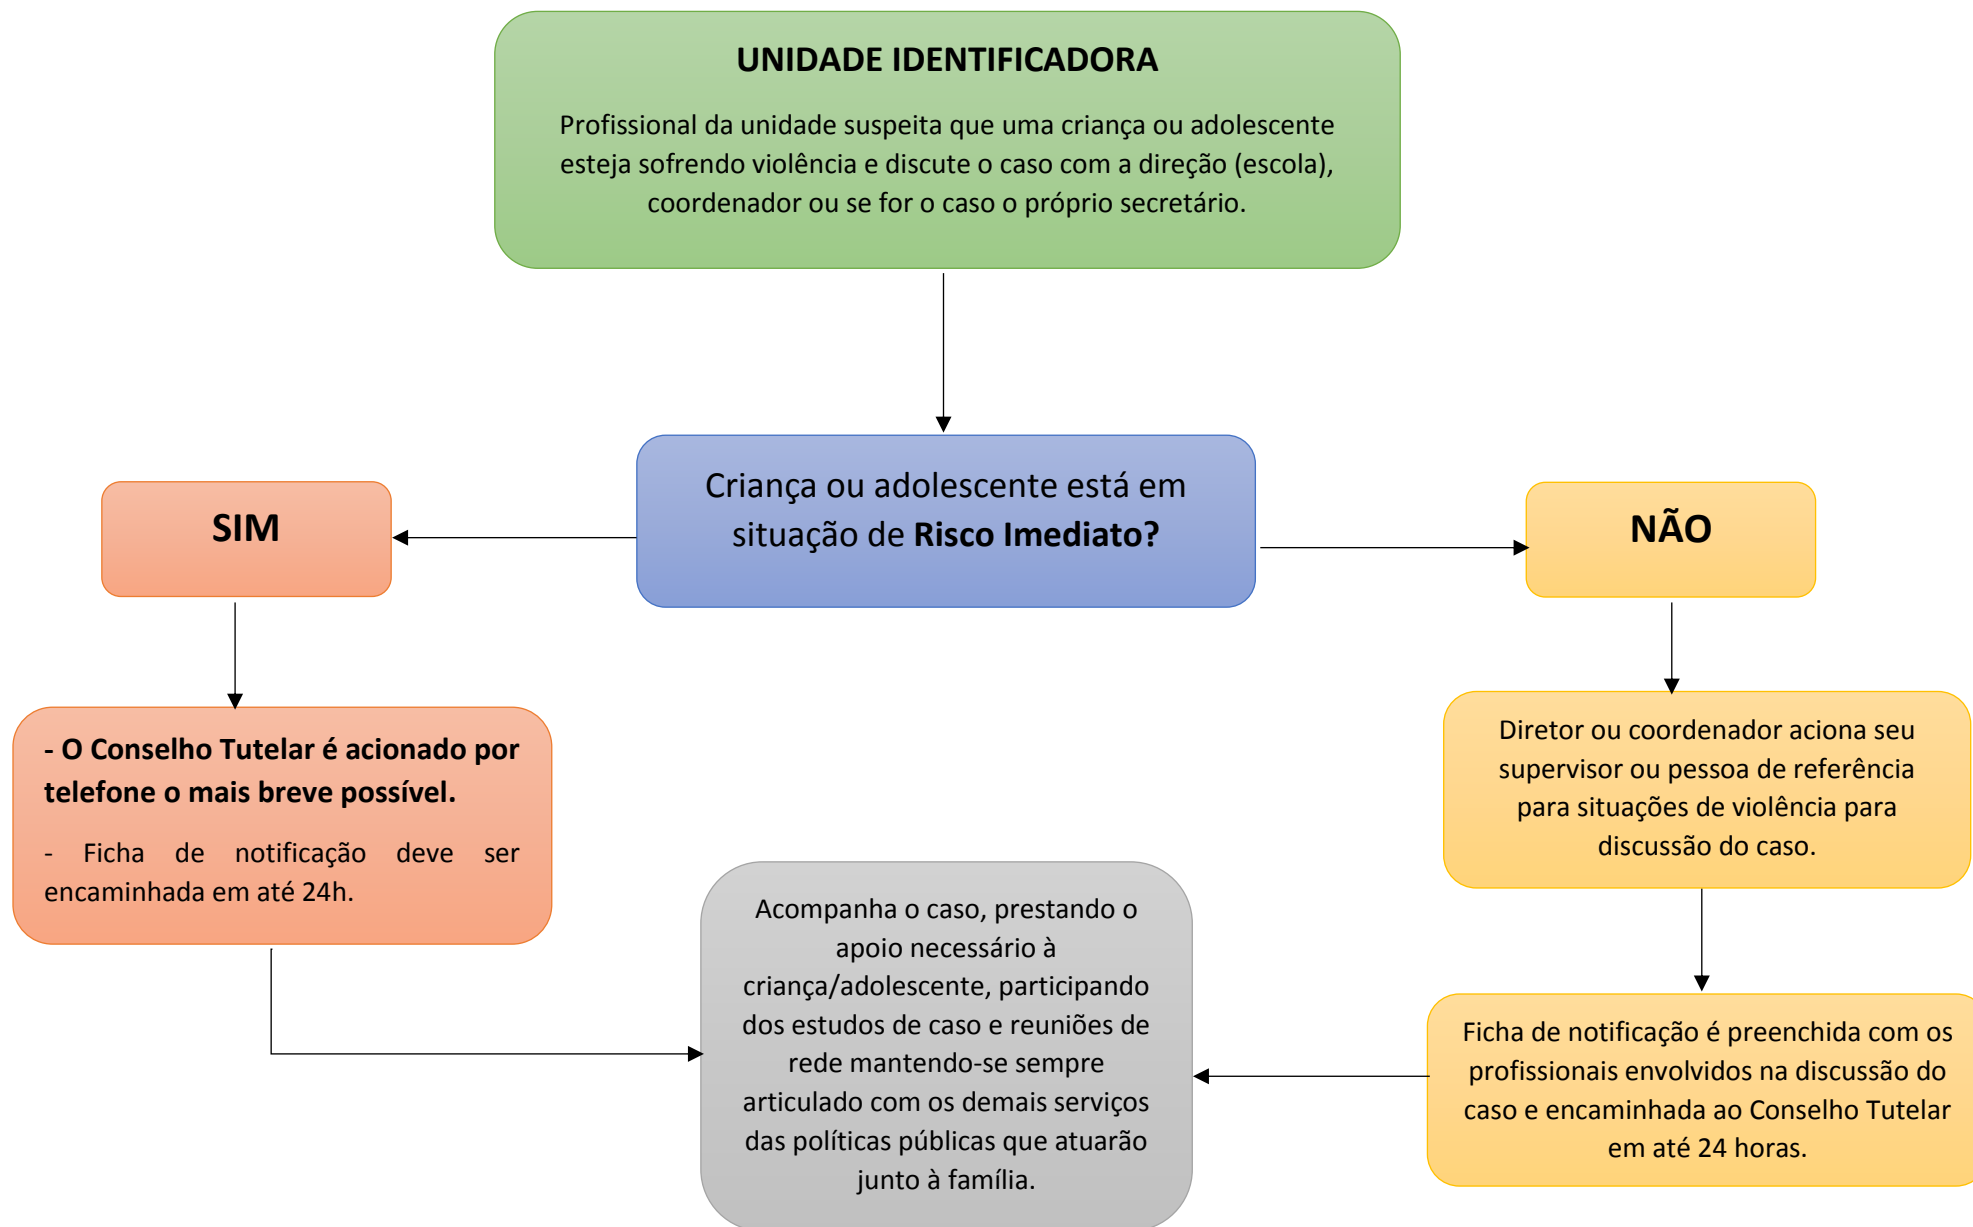 UNIDADE IDENTIFICADORA
Profissional da unidade suspeita que uma criança ou adolescente
esteja sofrendo violência e discute o caso com a direção (escola),
coordenador ou se for o caso o próprio secretário.
Criança ou adolescente está em
situação de Risco Imediato?
SIM
NÃO
- O Conselho Tutelar é acionado por
telefone o mais breve possível.
- Ficha de notificação deve ser
encaminhada em até 24h.
Diretor ou coordenador aciona seu
supervisor ou pessoa de referência
para situações de violência para
discussão do caso.
Ficha de notificação é preenchida com os
profissionais envolvidos na discussão do
caso e encaminhada ao Conselho Tutelar
em até 24 horas.
Acompanha o caso, prestando o
apoio necessário à
criança/adolescente, participando
dos estudos de caso e reuniões de
rede mantendo-se sempre
articulado com os demais serviços
das políticas públicas que atuarão
junto à família.